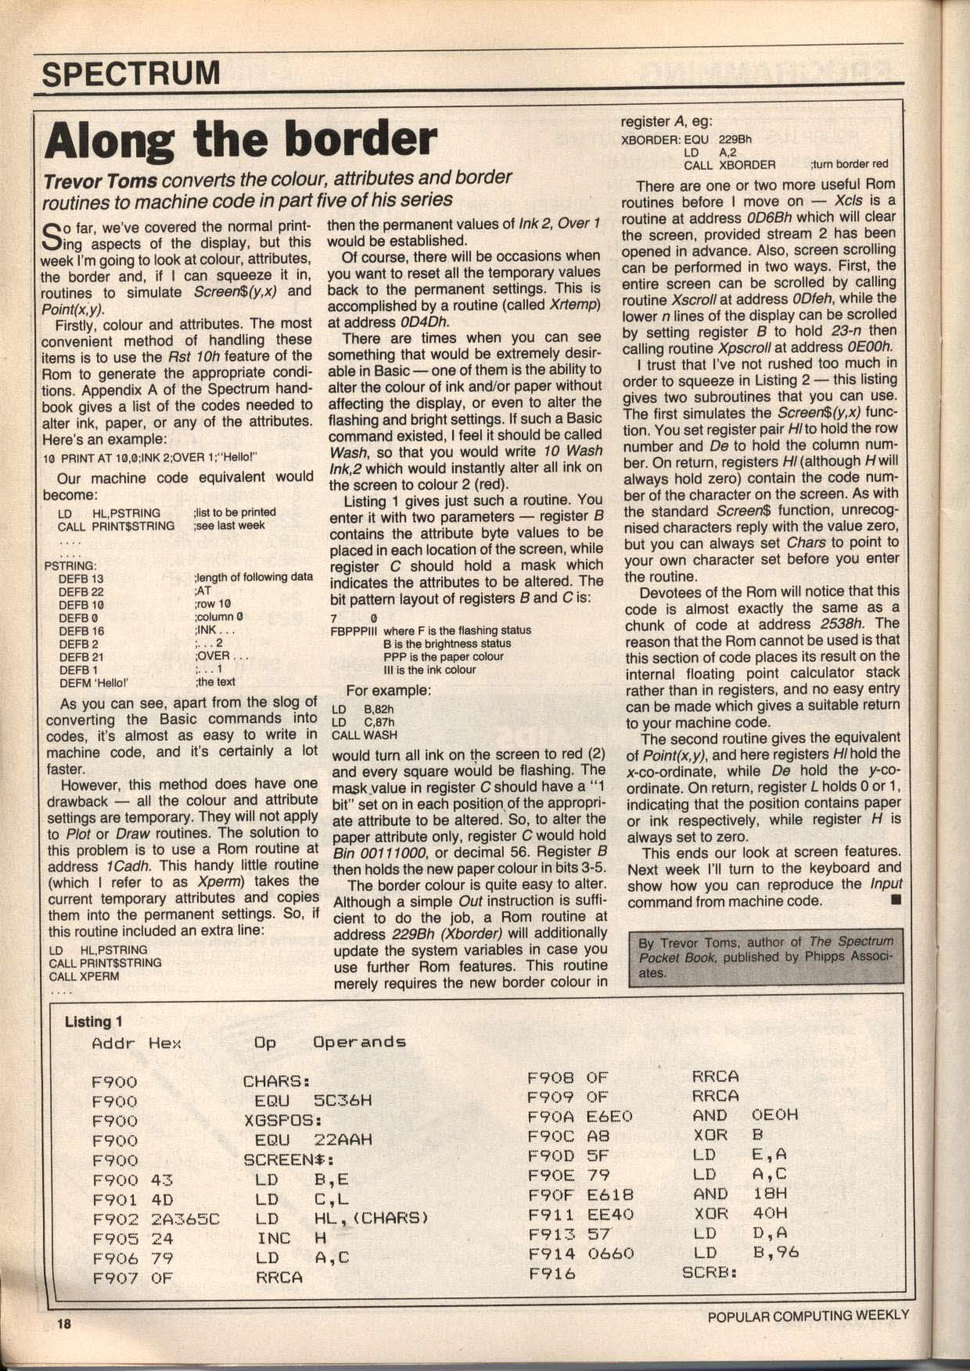 SPECTRUM
Along the border
Trevor Toms converts the colour, attributes and border
routines to machine code in part five of his series
So far, we've covered the normal print-
ing aspects of the display, but this
week I'm going to look at colour, attributes,
the border and, if I can squeeze it in,
routines to simulate Screen$(y,x) and
Point(x,y).
Firstly, colour and attributes. The most
convenient method of handling these
items is to use the Rst 10h feature of the
Rom to generate the appropriate condi-
tions. Appendix A of the Spectrum hand-
book gives a list of the codes needed to
alter ink, paper, or any of the attributes.
Here's an example:
10 PRINT AT 10,0;INK 2;OVER 1;"Hello!"
Our machine code equivalent would
become:
LD HL,PSTRING ;list to be printed
CALL PRINT$STRING ;see last week
. . . .
. . . .
PSTRING:
DEFB 13 ;length of following data
DEFB 22 ;AT
DEFB 10 ;row 10
DEFB 0 ;column 0
DEFB 16 ;INK . . .
DEFB 2 ;. . . 2
DEFB 21 ;OVER . . .
DEFB 1 ;. . . 1
DEFM 'Hello!' ;the text
As you can see, apart from the slog of
converting the Basic commands into
codes, it's almost as easy to write in
machine code, and it's certainly a lot
faster.
However, this method does have one
drawback — all the colour and attribute
settings are temporary. They will not apply
to Plot or Draw routines. The solution to
this problem is to use a Rom routine at
address 1Cadh. This handy little routine
(which I refer to as Xperm) takes the
current temporary attributes and copies
them into the permanent settings. So, if
this routine included an extra line:
LD HL,PSTRING
CALL PRINT$STRING
CALL XPERM
. . . .
then the permanent values of Ink 2, Over 1
would be established.
Of course, there will be occasions when
you want to reset all the temporary values
back to the permanent settings. This is
accomplished by a routine (called Xrtemp)
at address 0D4Dh.
There are times when you can see
something that would be extremely desir-
able in Basic — one of them is the ability to
alter the colour of ink and/or paper without
affecting the display, or even to alter the
flashing and bright settings. If such a Basic
command existed, I feel it should be called
Wash, so that you would write 10 Wash
Ink,2 which would instantly alter all ink on
the screen to colour 2 (red).
Listing 1 gives just such a routine. You
enter it with two parameters — register B
contains the attribute byte values to be
placed in each location of the screen, while
register C should hold a mask which
indicates the attributes to be altered. The
bit pattern layout of registers B and C is:
7 0
FBPPPIII where F is the flashing status
B is the brightness status
PPP is the paper colour
III is the ink colour
For example:
LD B,82h
LD C,87h
CALL WASH
would turn all ink on the screen to red (2)
and every square would be flashing. The
mask value in register C should have a "1
bit" set on in each position of the appropri-
ate attribute to be altered. So, to alter the
paper attribute only, register C would hold
Bin 00111000, or decimal 56. Register B
then holds the new paper colour in bits 3-5.
The border colour is quite easy to alter.
Although a simple Out instruction is suffi-
cient to do the job, a Rom routine at
address 229Bh (Xborder) will additionally
update the system variables in case you
use further Rom features. This routine
merely requires the new border colour in
register A, eg:
XBORDER: EQU 229Bh
LD A,2
CALL XBORDER ;turn border red
There are one or two more useful Rom
routines before I move on — Xcls is a
routine at address 0D6Bh which will clear
the screen, provided stream 2 has been
opened in advance. Also, screen scrolling
can be performed in two ways. First, the
entire screen can be scrolled by calling
routine Xscroll at address 0Dfeh, while the
lower n lines of the display can be scrolled
by setting register B to hold 23-n then
calling routine Xpscroll at address 0E00h.
I trust that I've not rushed too much in
order to squeeze in Listing 2 — this listing
gives two subroutines that you can use.
The first simulates the Screen$(y,x) func-
tion. You set register pair Hl to hold the row
number and De to hold the column num-
ber. On return, registers Hl (although H will
always hold zero) contain the code num-
ber of the character on the screen. As with
the standard Screen$ function, unrecog-
nised characters reply with the value zero,
but you can always set Chars to point to
your own character set before you enter
the routine.
Devotees of the Rom will notice that this
code is almost exactly the same as a
chunk of code at address 2538h. The
reason that the Rom cannot be used is that
this section of code places its result on the
internal floating point calculator stack
rather than in registers, and no easy entry
can be made which gives a suitable return
to your machine code.
The second routine gives the equivalent
of Point(x,y), and here registers Hl hold the
x-co-ordinate, while De hold the y-co-
ordinate. On return, register L holds 0 or 1,
indicating that the position contains paper
or ink respectively, while register H is
always set to zero.
This ends our look at screen features.
Next week I'll turn to the keyboard and
show how you can reproduce the Input
command from machine code. ■
By Trevor Toms, author of The Spectrum
Pocket Book, published by Phipps Associ-
ates.
Listing 1
Addr Hex Op Operands
F900 CHARS:
F900 EQU 5C36H
F900 XGSPOS:
F900 EQU 22AAH
F900 SCREEN$:
F900 43 LD B,E
F901 4D LD C,L
F902 2A365C LD HL,(CHARS)
F905 24 INC H
F906 79 LD A,C
F907 0F RRCA
F908 0F RRCA
F909 0F RRCA
F90A E6E0 AND 0E0H
F90C A8 XOR B
F90D 5F LD E,A
F90E 79 LD A,C
F90F E618 AND 18H
F911 EE40 XOR 40H
F913 57 LD D,A
F914 0660 LD B,96
F916 SCRB:
18
POPULAR COMPUTING WEEKLY